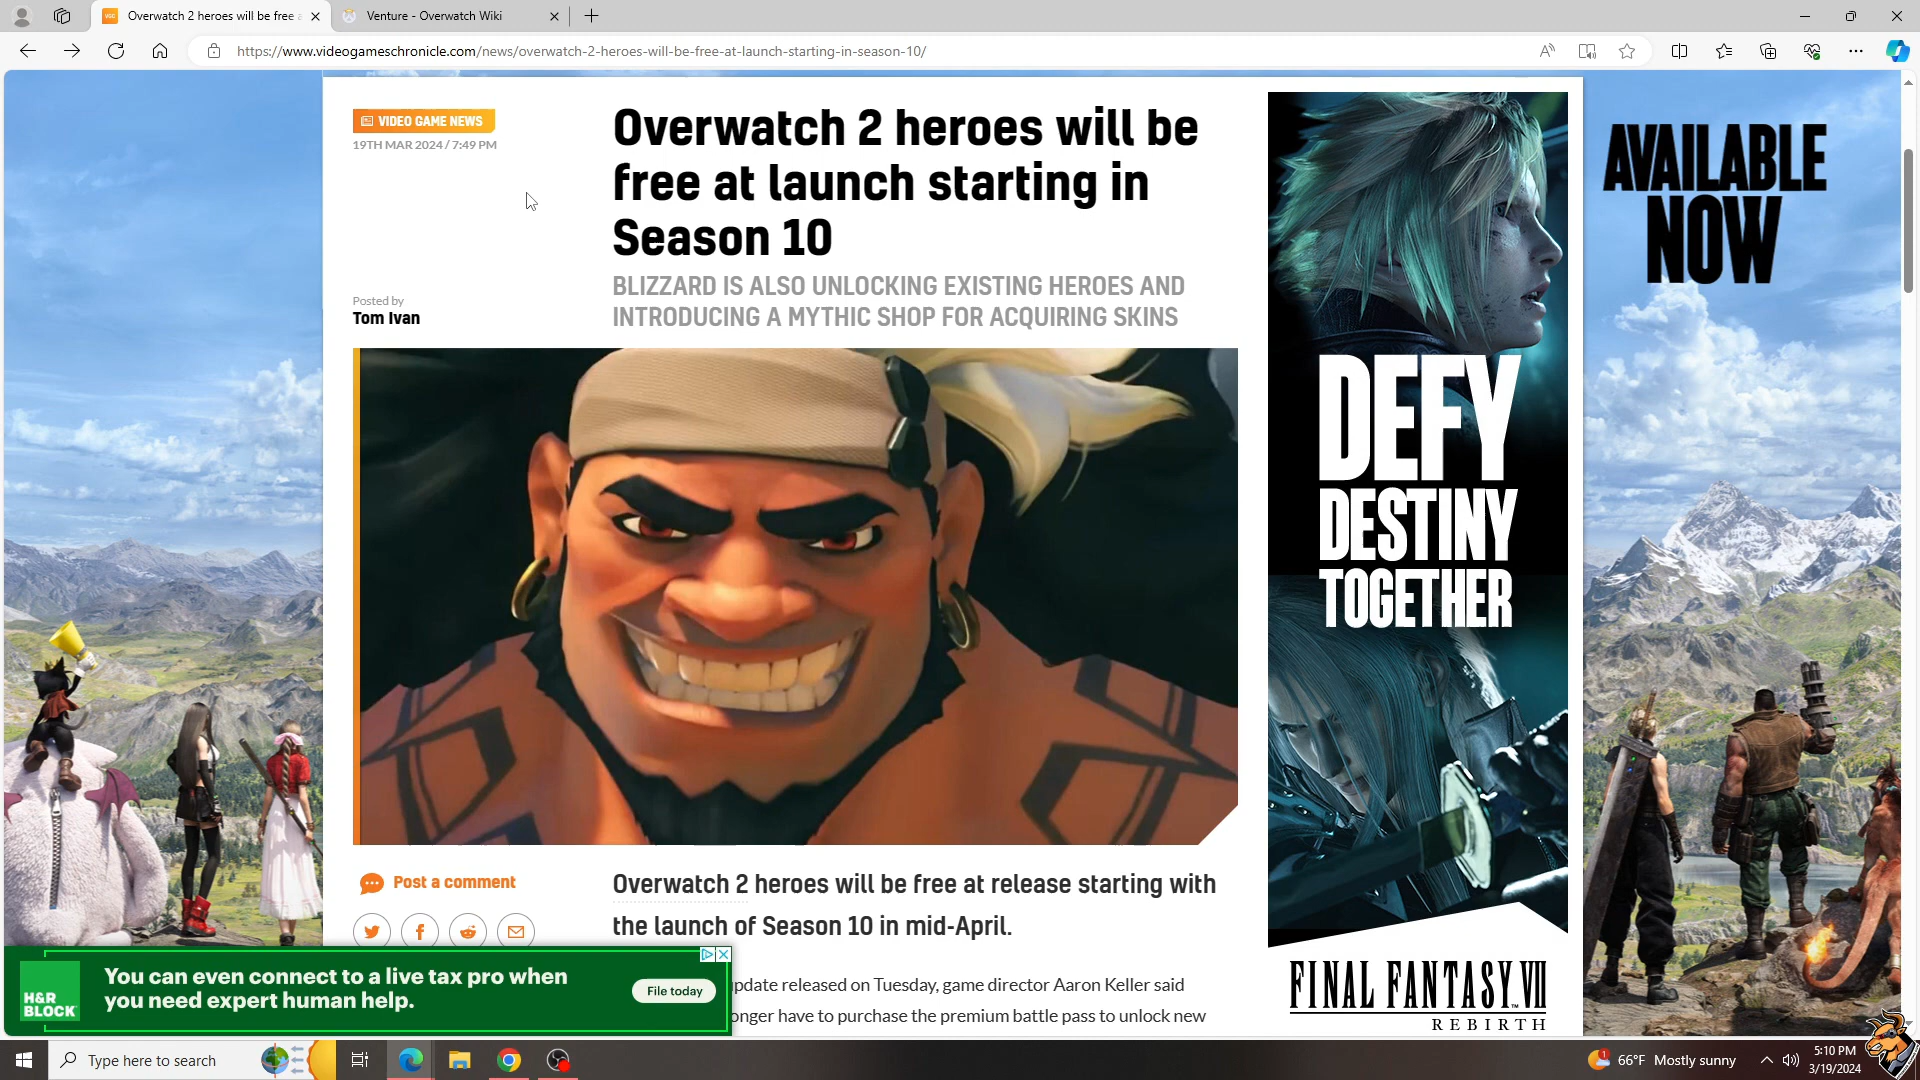 Overwatch 2 heroes will be free
Venture - Overwatch Wiki
https://www.videogameschronicle.com/news/overwatch-2-heroes-will-be-free-at-launch-starting-in-season-10/
VIDEO GAME NEWS
19TH MAR 2024 / 7:49 PM
Overwatch 2 heroes will be
free at launch starting in
Season 10
BLIZZARD IS ALSO UNLOCKING EXISTING HEROES AND
INTRODUCING A MYTHIC SHOP FOR ACQUIRING SKINS
Posted by
Tom Ivan
AVAILABLE
NOW
DEFY
DESTINY
TOGETHER
FINAL FANTASY VII
REBIRTH
Post a comment
Overwatch 2 heroes will be free at release starting with
the launch of Season 10 in mid-April.
update released on Tuesday, game director Aaron Keller said
onger have to purchase the premium battle pass to unlock new
H&R
BLOCK
You can even connect to a live tax pro when
you need expert human help.
File today
Type here to search
1
66°F Mostly sunny
5:10 PM
3/19/2024